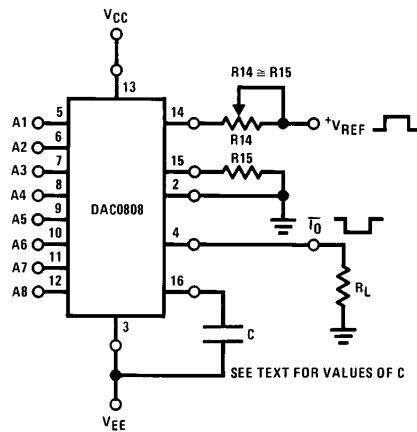 VCC
13
A1 5
A2 6
A3 7
A4 8
A5 9
A6 10
A7 11
A8 12
DAC0808
14
R14 ≅ R15
R14
+VREF
15
R15
2
4
IO
RL
16
C
3
SEE TEXT FOR VALUES OF C
VEE